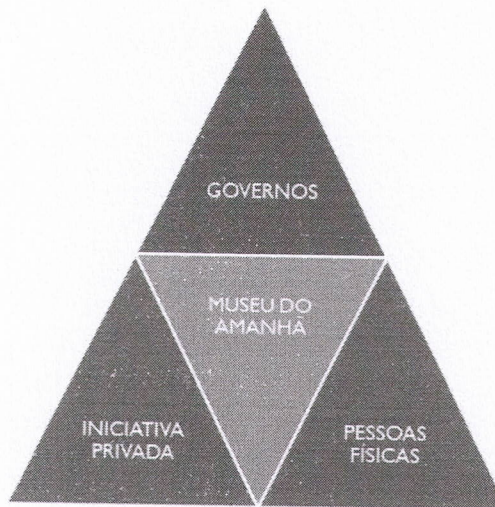 GOVERNOS
MUSEU DO
AMANHÃ
INICIATIVA
PRIVADA
PESSOAS
FÍSICAS